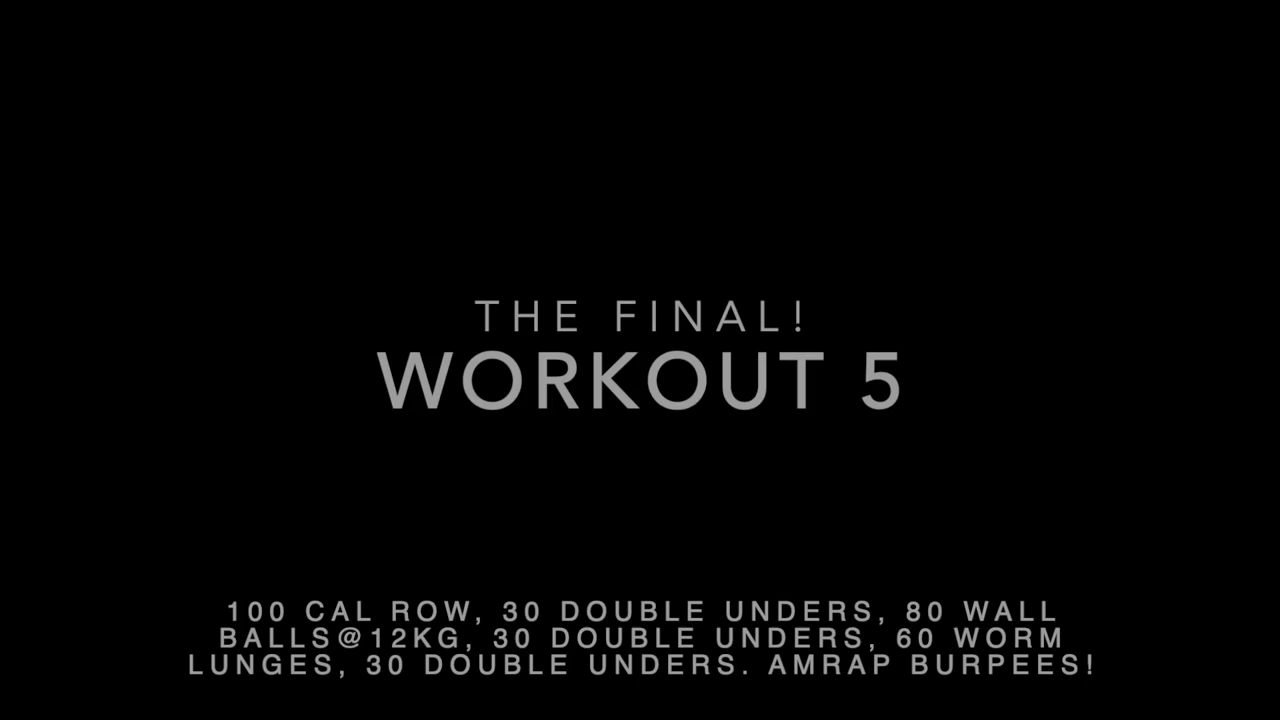 THE FINAL!
WORKOUT 5
100 CAL ROW, 30 DOUBLE UNDERS, 80 WALL
BALLS@12KG, 30 DOUBLE UNDERS, 60 WORM
LUNGES, 30 DOUBLE UNDERS. AMRAP BURPEES!